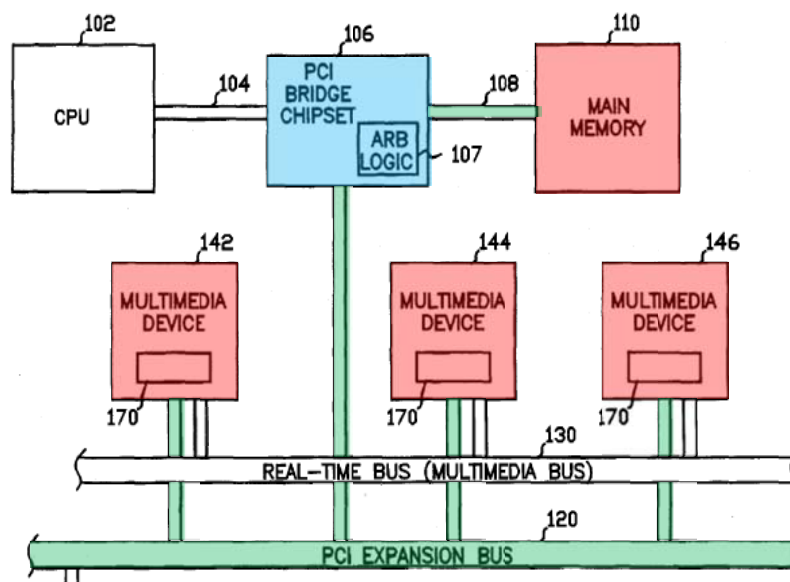 102
106
110
CPU
104
PCI
BRIDGE
CHIPSET
ARB
LOGIC
107
108
MAIN
MEMORY
142
144
146
MULTIMEDIA
DEVICE
MULTIMEDIA
DEVICE
MULTIMEDIA
DEVICE
170
170
170
130
REAL-TIME BUS (MULTIMEDIA BUS)
120
PCI EXPANSION BUS